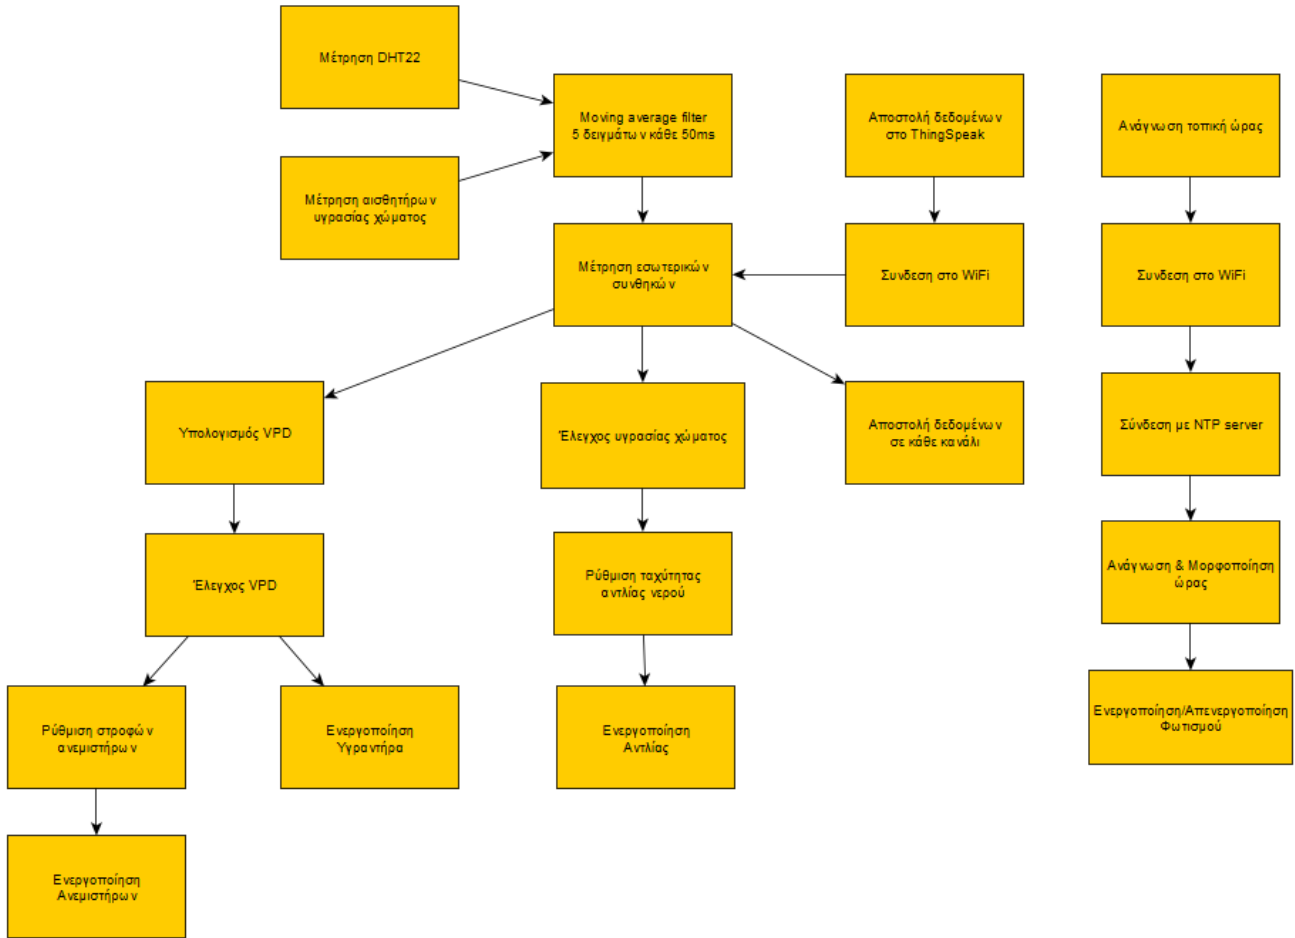 Μέτρηση DHT22
Moving average filter
5 δειγμάτων κάθε 50ms
Αποστολή δεδομένων
στο ThingSpeak
Ανάγνωση τοπική ώρας
Μέτρηση αισθητήρων
υγρασίας χώματος
Μέτρηση εσωτερικών
συνθηκών
Συνδεση στο WiFi
Συνδεση στο WiFi
Υπολογισμός VPD
Έλεγχος υγρασίας χώματος
Αποστολή δεδομένων
σε κάθε κανάλι
Σύνδεση με NTP server
Έλεγχος VPD
Ρύθμιση ταχύτητας
αντλίας νερού
Ανάγνωση & Μορφοποίηση
ώρας
Ρύθμιση στροφών
ανεμιστήρων
Ενεργοποίηση
Υγραντήρα
Ενεργοποίηση
Αντλίας
Ενεργοποίηση/Απενεργοποίηση
Φωτισμού
Ενεργοποίηση
Ανεμιστήρων